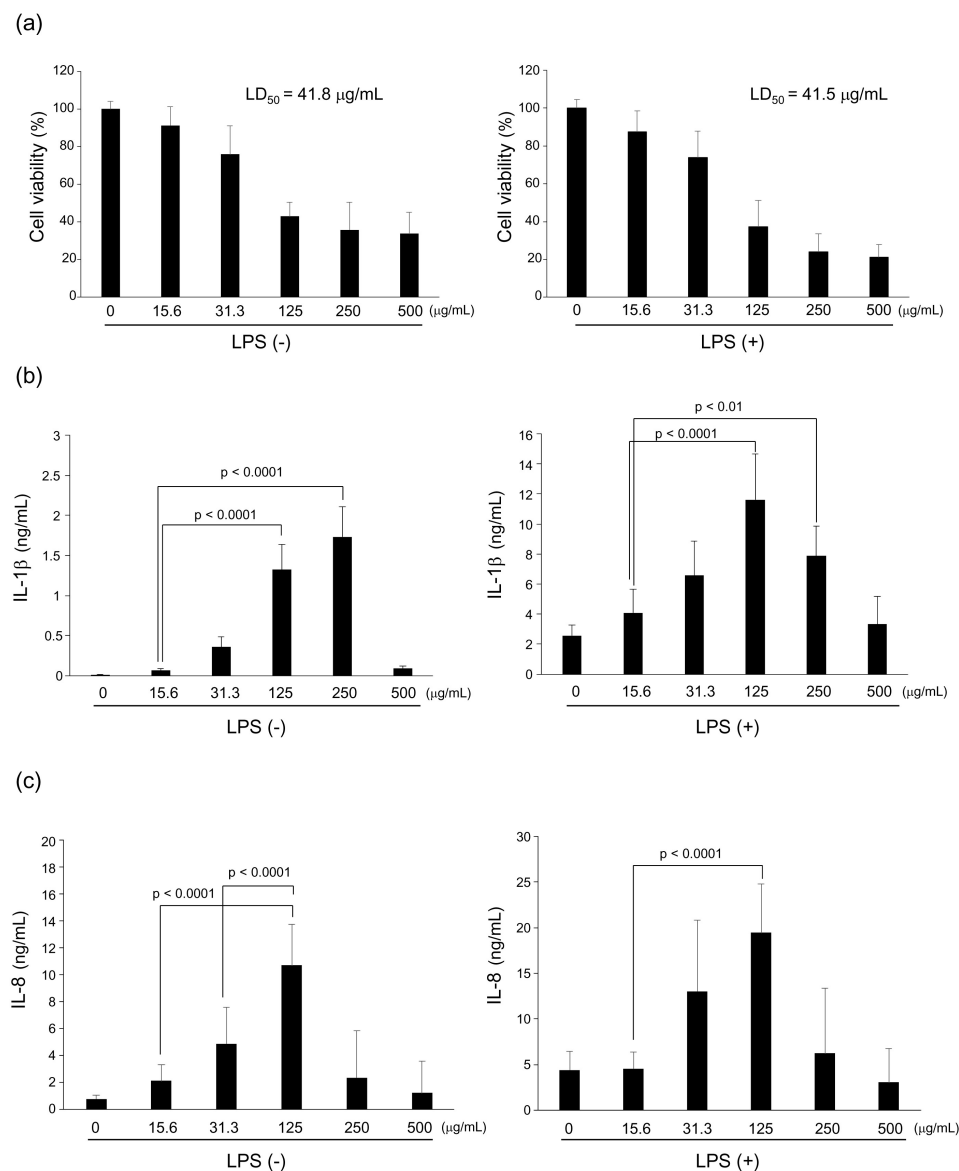 (a)
LD50 = 41.8 μg/mL
Cell viability (%)
120
100
80
60
40
20
0
0 15.6 31.3 125 250 500 (μg/mL)
LPS (-)
LD50 = 41.5 μg/mL
Cell viability (%)
120
100
80
60
40
20
0
0 15.6 31.3 125 250 500 (μg/mL)
LPS (+)
(b)
IL-1β (ng/mL)
3
2.5
2
1.5
1
0.5
0
p < 0.0001
p < 0.0001
0 15.6 31.3 125 250 500 (μg/mL)
LPS (-)
IL-1β (ng/mL)
16
14
12
10
8
6
4
2
0
p < 0.01
p < 0.0001
0 15.6 31.3 125 250 500 (μg/mL)
LPS (+)
(c)
IL-8 (ng/mL)
20
18
16
14
12
10
8
6
4
2
0
p < 0.0001
p < 0.0001
0 15.6 31.3 125 250 500 (μg/mL)
LPS (-)
IL-8 (ng/mL)
30
25
20
15
10
5
0
p < 0.0001
0 15.6 31.3 125 250 500 (μg/mL)
LPS (+)